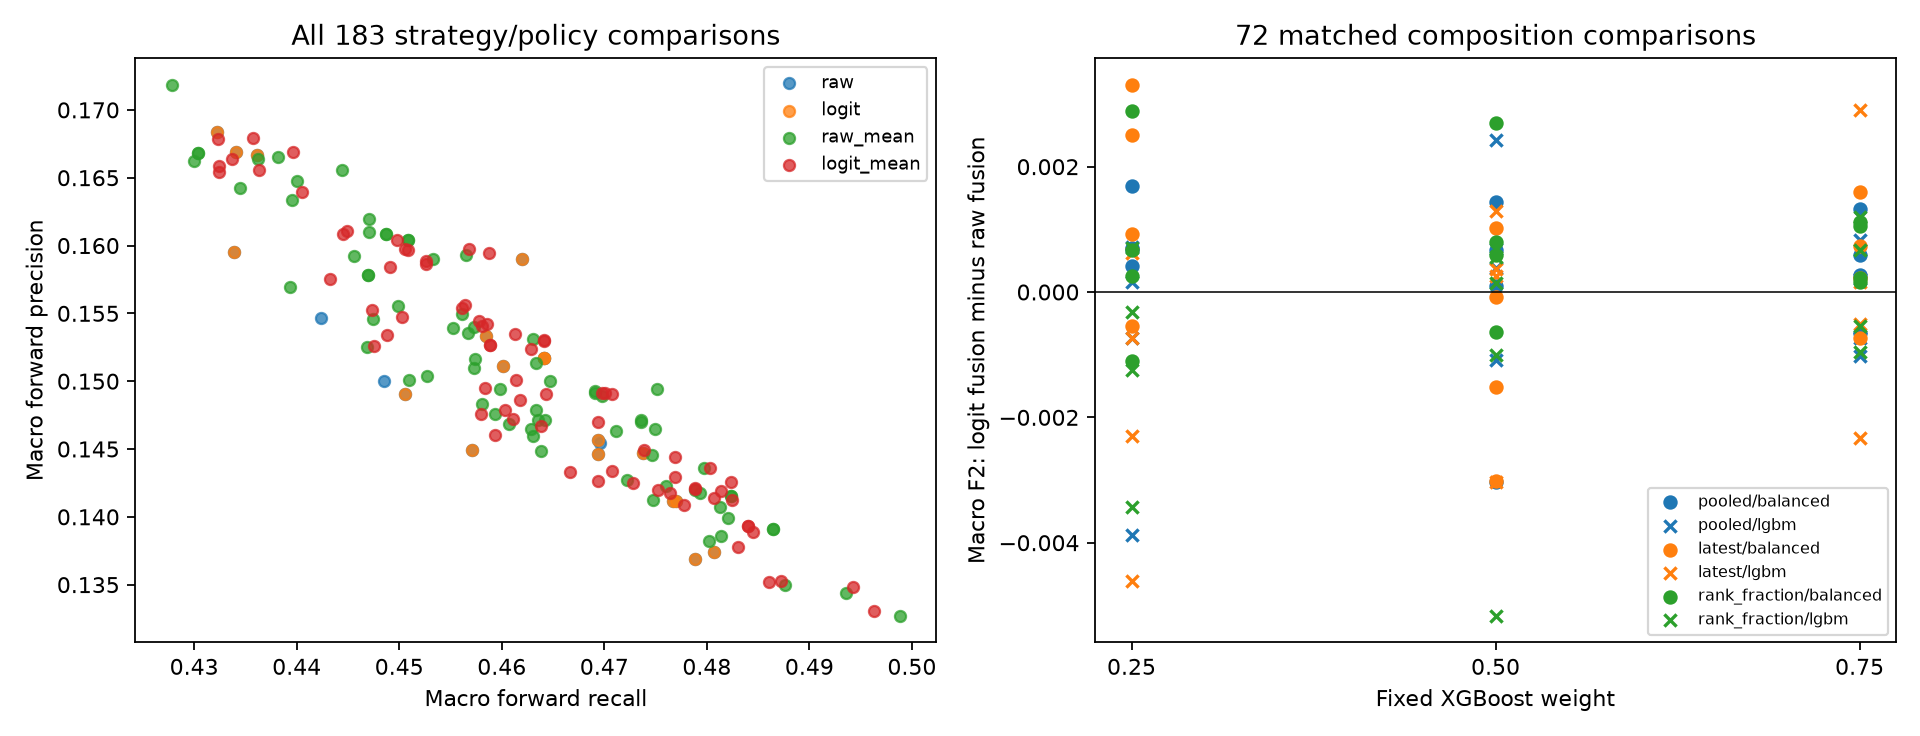 All 183 strategy/policy comparisons
raw
logit
raw_mean
logit_mean
Macro forward precision
0.170
0.165
0.160
0.155
0.150
0.145
0.140
0.135
0.43 0.44 0.45 0.46 0.47 0.48 0.49 0.50
Macro forward recall
72 matched composition comparisons
Macro F2: logit fusion minus raw fusion
0.002
0.000
−0.002
−0.004
pooled/balanced
pooled/lgbm
latest/balanced
latest/lgbm
rank_fraction/balanced
rank_fraction/lgbm
0.25 0.50 0.75
Fixed XGBoost weight